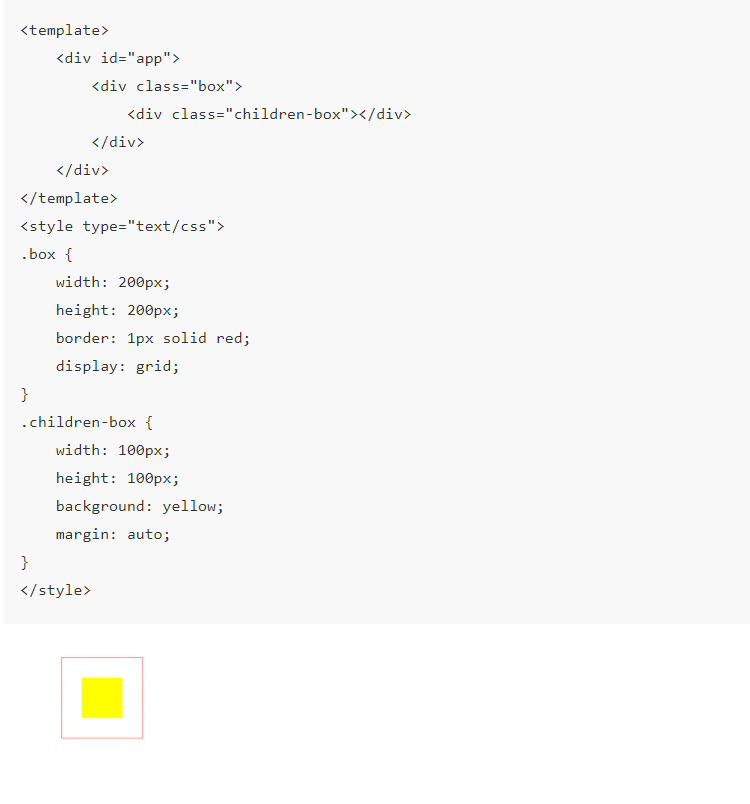 <template>
    <div id="app">
        <div class="box">
            <div class="children-box"></div>
        </div>
    </div>
</template>
<style type="text/css">
.box {
    width: 200px;
    height: 200px;
    border: 1px solid red;
    display: grid;
}
.children-box {
    width: 100px;
    height: 100px;
    background: yellow;
    margin: auto;
}
</style>